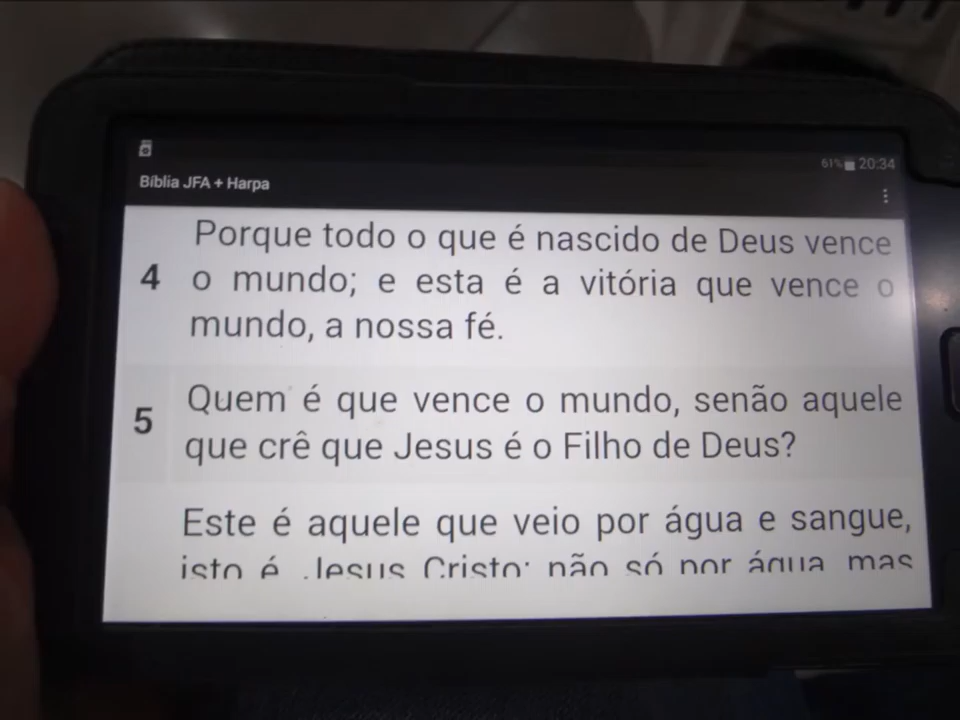 61% 20:34
Bíblia JFA + Harpa
Porque todo o que é nascido de Deus vence
4 o mundo; e esta é a vitória que vence o
mundo, a nossa fé.
Quem é que vence o mundo, senão aquele
5 que crê que Jesus é o Filho de Deus?
Este é aquele que veio por água e sangue,
isto é, Jesus Cristo; não só por água, mas